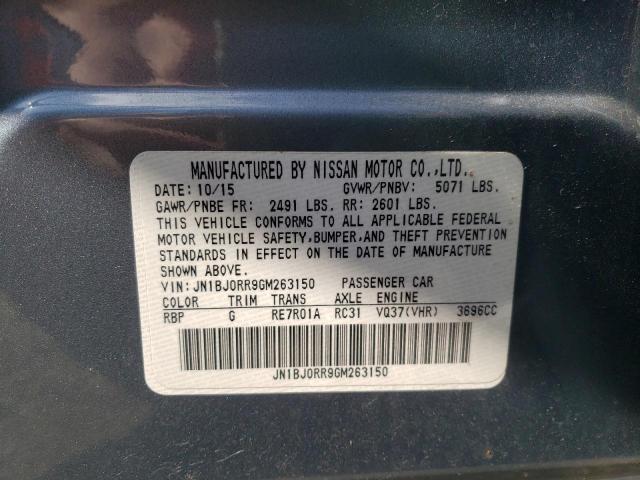 MANUFACTURED BY NISSAN MOTOR CO.,LTD.
DATE: 10/15 GVWR/PNBV: 5071 LBS.
GAWR/PNBE FR: 2491 LBS. RR: 2601 LBS.
THIS VEHICLE CONFORMS TO ALL APPLICABLE FEDERAL
MOTOR VEHICLE SAFETY,BUMPER,AND THEFT PREVENTION
STANDARDS IN EFFECT ON THE DATE OF MANUFACTURE
SHOWN ABOVE.
VIN:JN1BJ0RR9GM263150 PASSENGER CAR
COLOR TRIM TRANS AXLE ENGINE
RBP G RE7R01A RC31 VQ37(VHR) 3696CC
JN1BJ0RR9GM263150